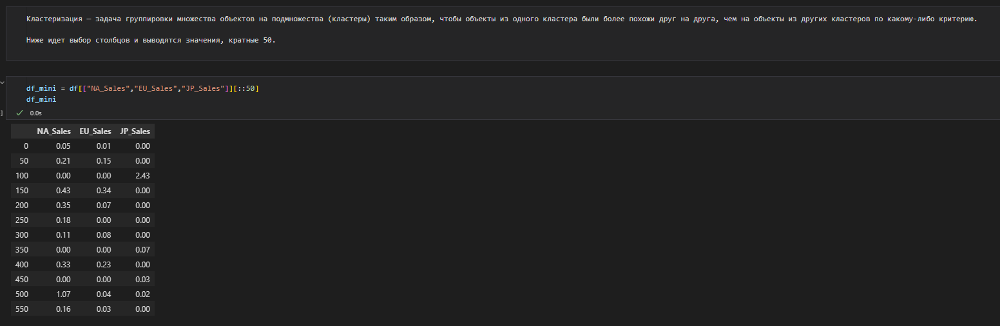 Кластеризация — задача группировки множества объектов на подмножества (кластеры) таким образом, чтобы объекты из одного кластера были более похожи друг на друга, чем на объекты из других кластеров по какому-либо критерию.
Ниже идет выбор столбцов и выводятся значения, кратные 50.
df_mini = df[["NA_Sales","EU_Sales","JP_Sales"]][::50]
df_mini
] 0.0s
NA_Sales EU_Sales JP_Sales
0 0.05 0.01 0.00
50 0.21 0.15 0.00
100 0.00 0.00 2.43
150 0.43 0.34 0.00
200 0.35 0.07 0.00
250 0.18 0.00 0.00
300 0.11 0.08 0.00
350 0.00 0.00 0.07
400 0.33 0.23 0.00
450 0.00 0.00 0.03
500 1.07 0.04 0.02
550 0.16 0.03 0.00